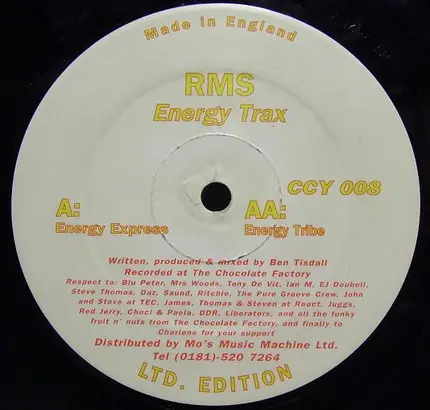 Made in England
RMS
Energy Trax
CCY 008
A:
Energy Express
AA:
Energy Tribe
Written, produced & mixed by Ben Tisdall
Recorded at The Chocolate Factory
Respect to: Blu Peter, Mrs Woods, Tony De Vit, Ian M, EJ Doubell,
Steve Thomas, Daz, Saund, Ritchie, The Pure Groove Crew, John
and Steve at TEC, James, Thomas & Steven at React, Juggs,
Red Jerry, Choci & Paola, DDR, Liberators, and all the funky
fruit n' nuts from The Chocolate Factory, and finally to
Charlene for your support
Distributed by Mo's Music Machine Ltd.
Tel (0181)-520 7264
LTD. EDITION